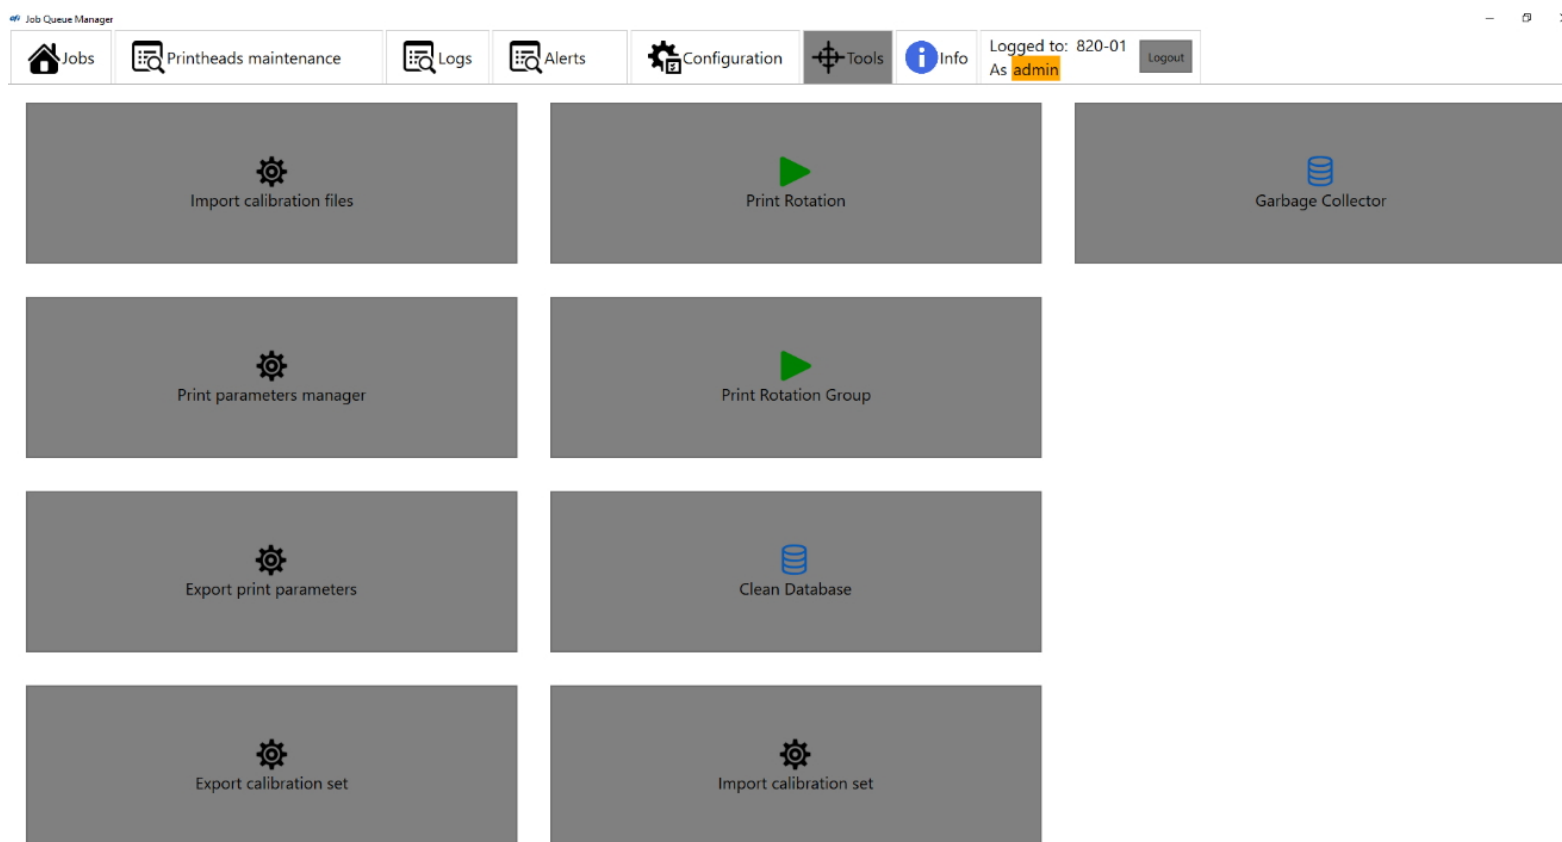 efi Job Queue Manager
Jobs
Printheads maintenance
Logs
Alerts
Configuration
Tools
Info
Logged to: 820-01
As admin
Logout
Import calibration files
Print Rotation
Garbage Collector
Print parameters manager
Print Rotation Group
Export print parameters
Clean Database
Export calibration set
Import calibration set